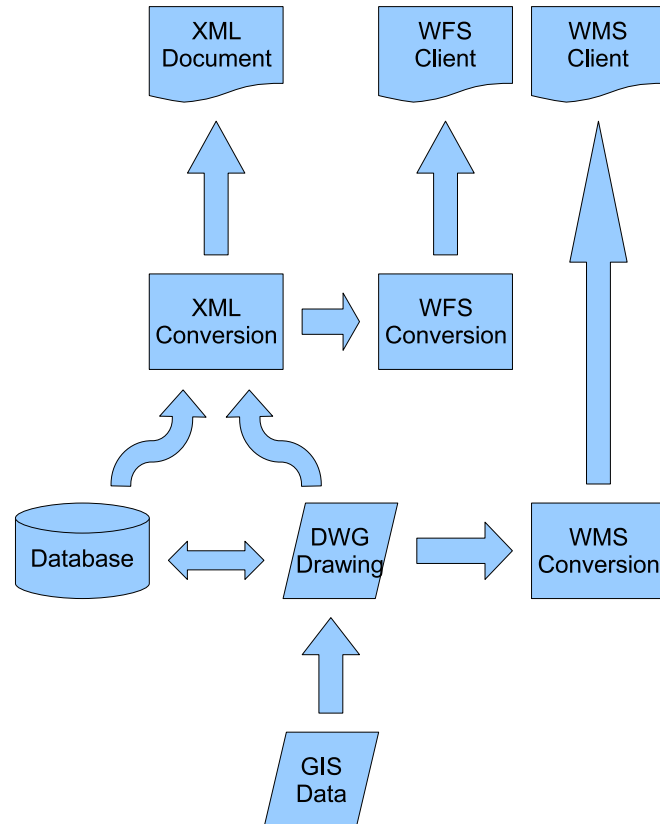 XML
Document
WFS
Client
WMS
Client
XML
Conversion
WFS
Conversion
Database
DWG
Drawing
WMS
Conversion
GIS
Data